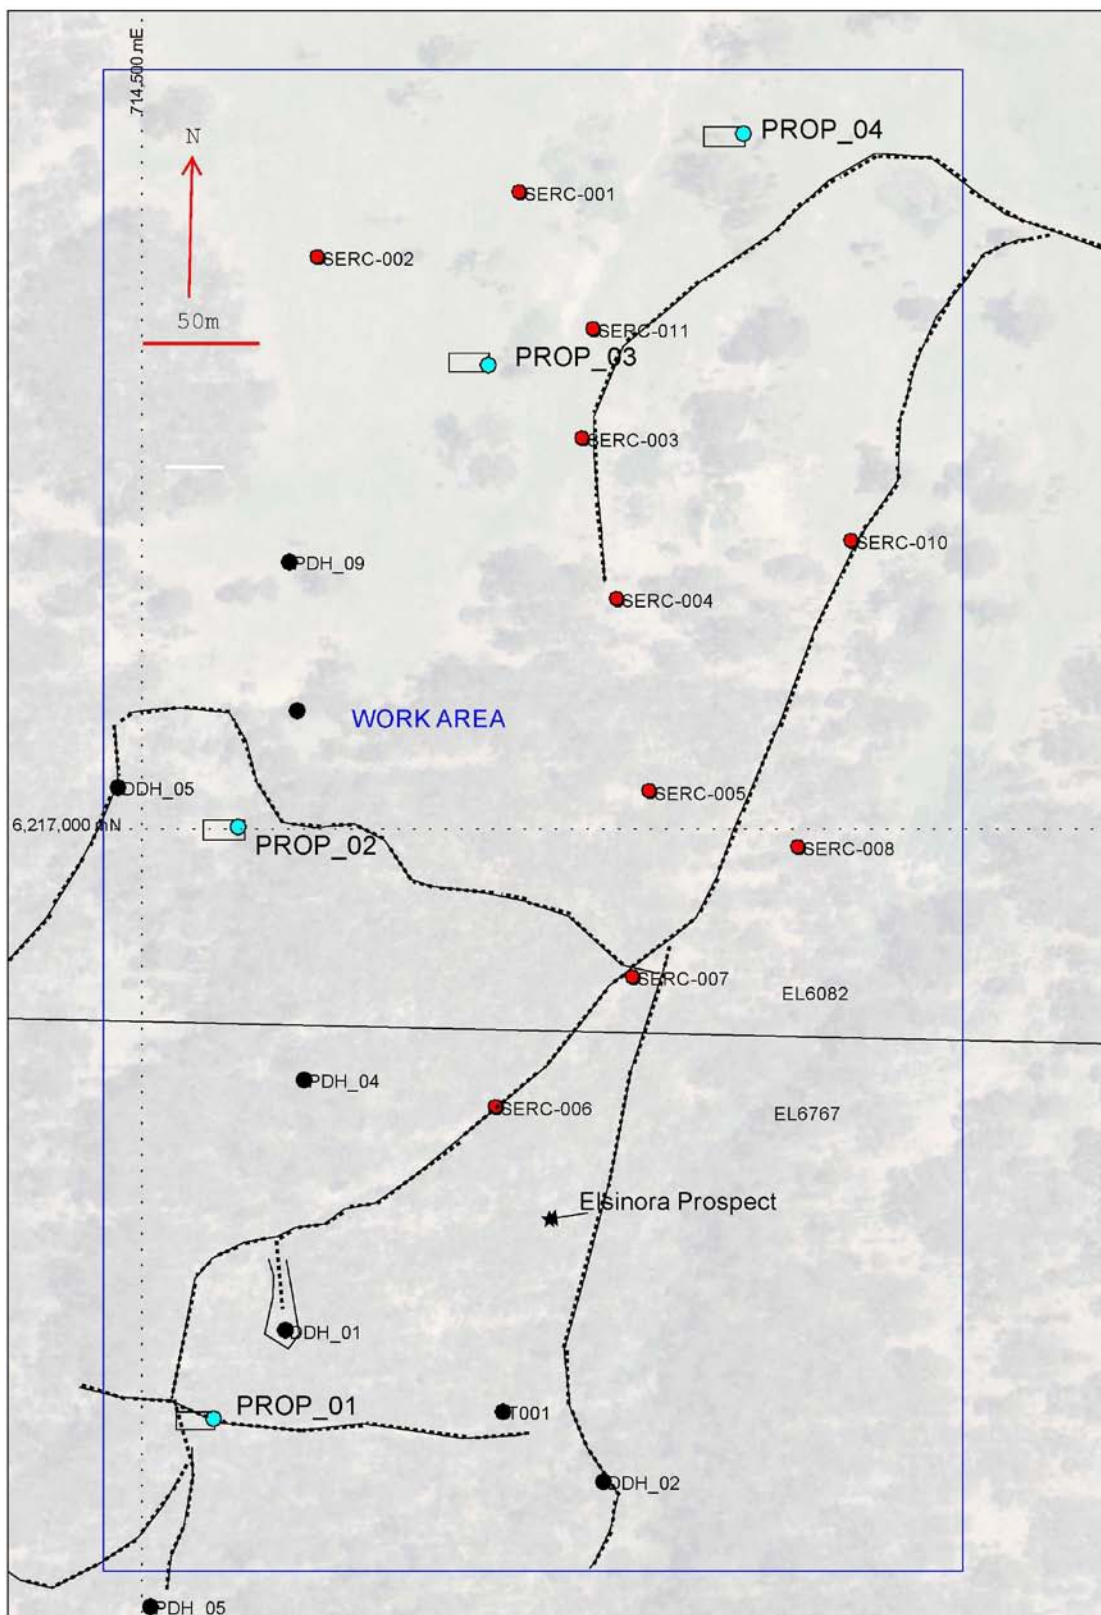 714,500 mE
PROP_04
N
SERC-001
SERC-002
50m
SERC-011
PROP_03
SERC-003
SERC-010
PDH_09
SERC-004
WORK AREA
DDH_05
SERC-005
6,217,000 mN
PROP_02
SERC-008
SERC-007
EL6082
PDH_04
SERC-006
EL6767
Elsinora Prospect
DDH_01
PROP_01
T001
DDH_02
PDH_05